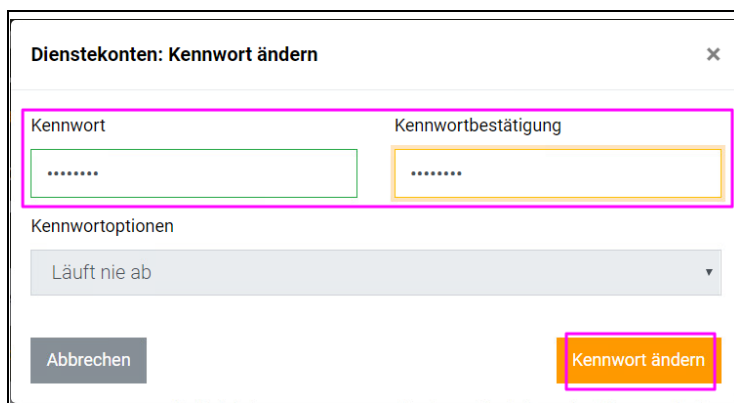 Dienstekonten: Kennwort ändern ×
Kennwort Kennwortbestätigung
•••••••• ••••••••
Kennwortoptionen
Läuft nie ab
Abbrechen Kennwort ändern